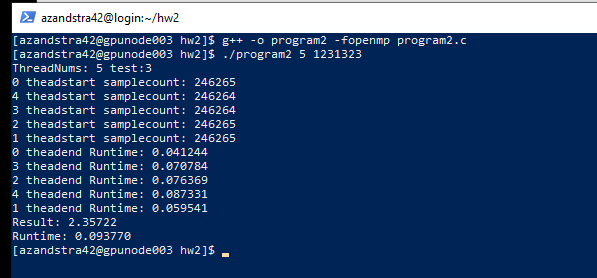 azandstra42@login:~/hw2
[azandstra42@gpunode003 hw2]$ g++ -o program2 -fopenmp program2.c
[azandstra42@gpunode003 hw2]$ ./program2 5 1231323
ThreadNums: 5 test:3
0 theadstart samplecount: 246265
4 theadstart samplecount: 246264
3 theadstart samplecount: 246264
2 theadstart samplecount: 246265
1 theadstart samplecount: 246265
0 theadend Runtime: 0.041244
3 theadend Runtime: 0.070784
2 theadend Runtime: 0.076369
4 theadend Runtime: 0.087331
1 theadend Runtime: 0.059541
Result: 2.35722
Runtime: 0.093770
[azandstra42@gpunode003 hw2]$